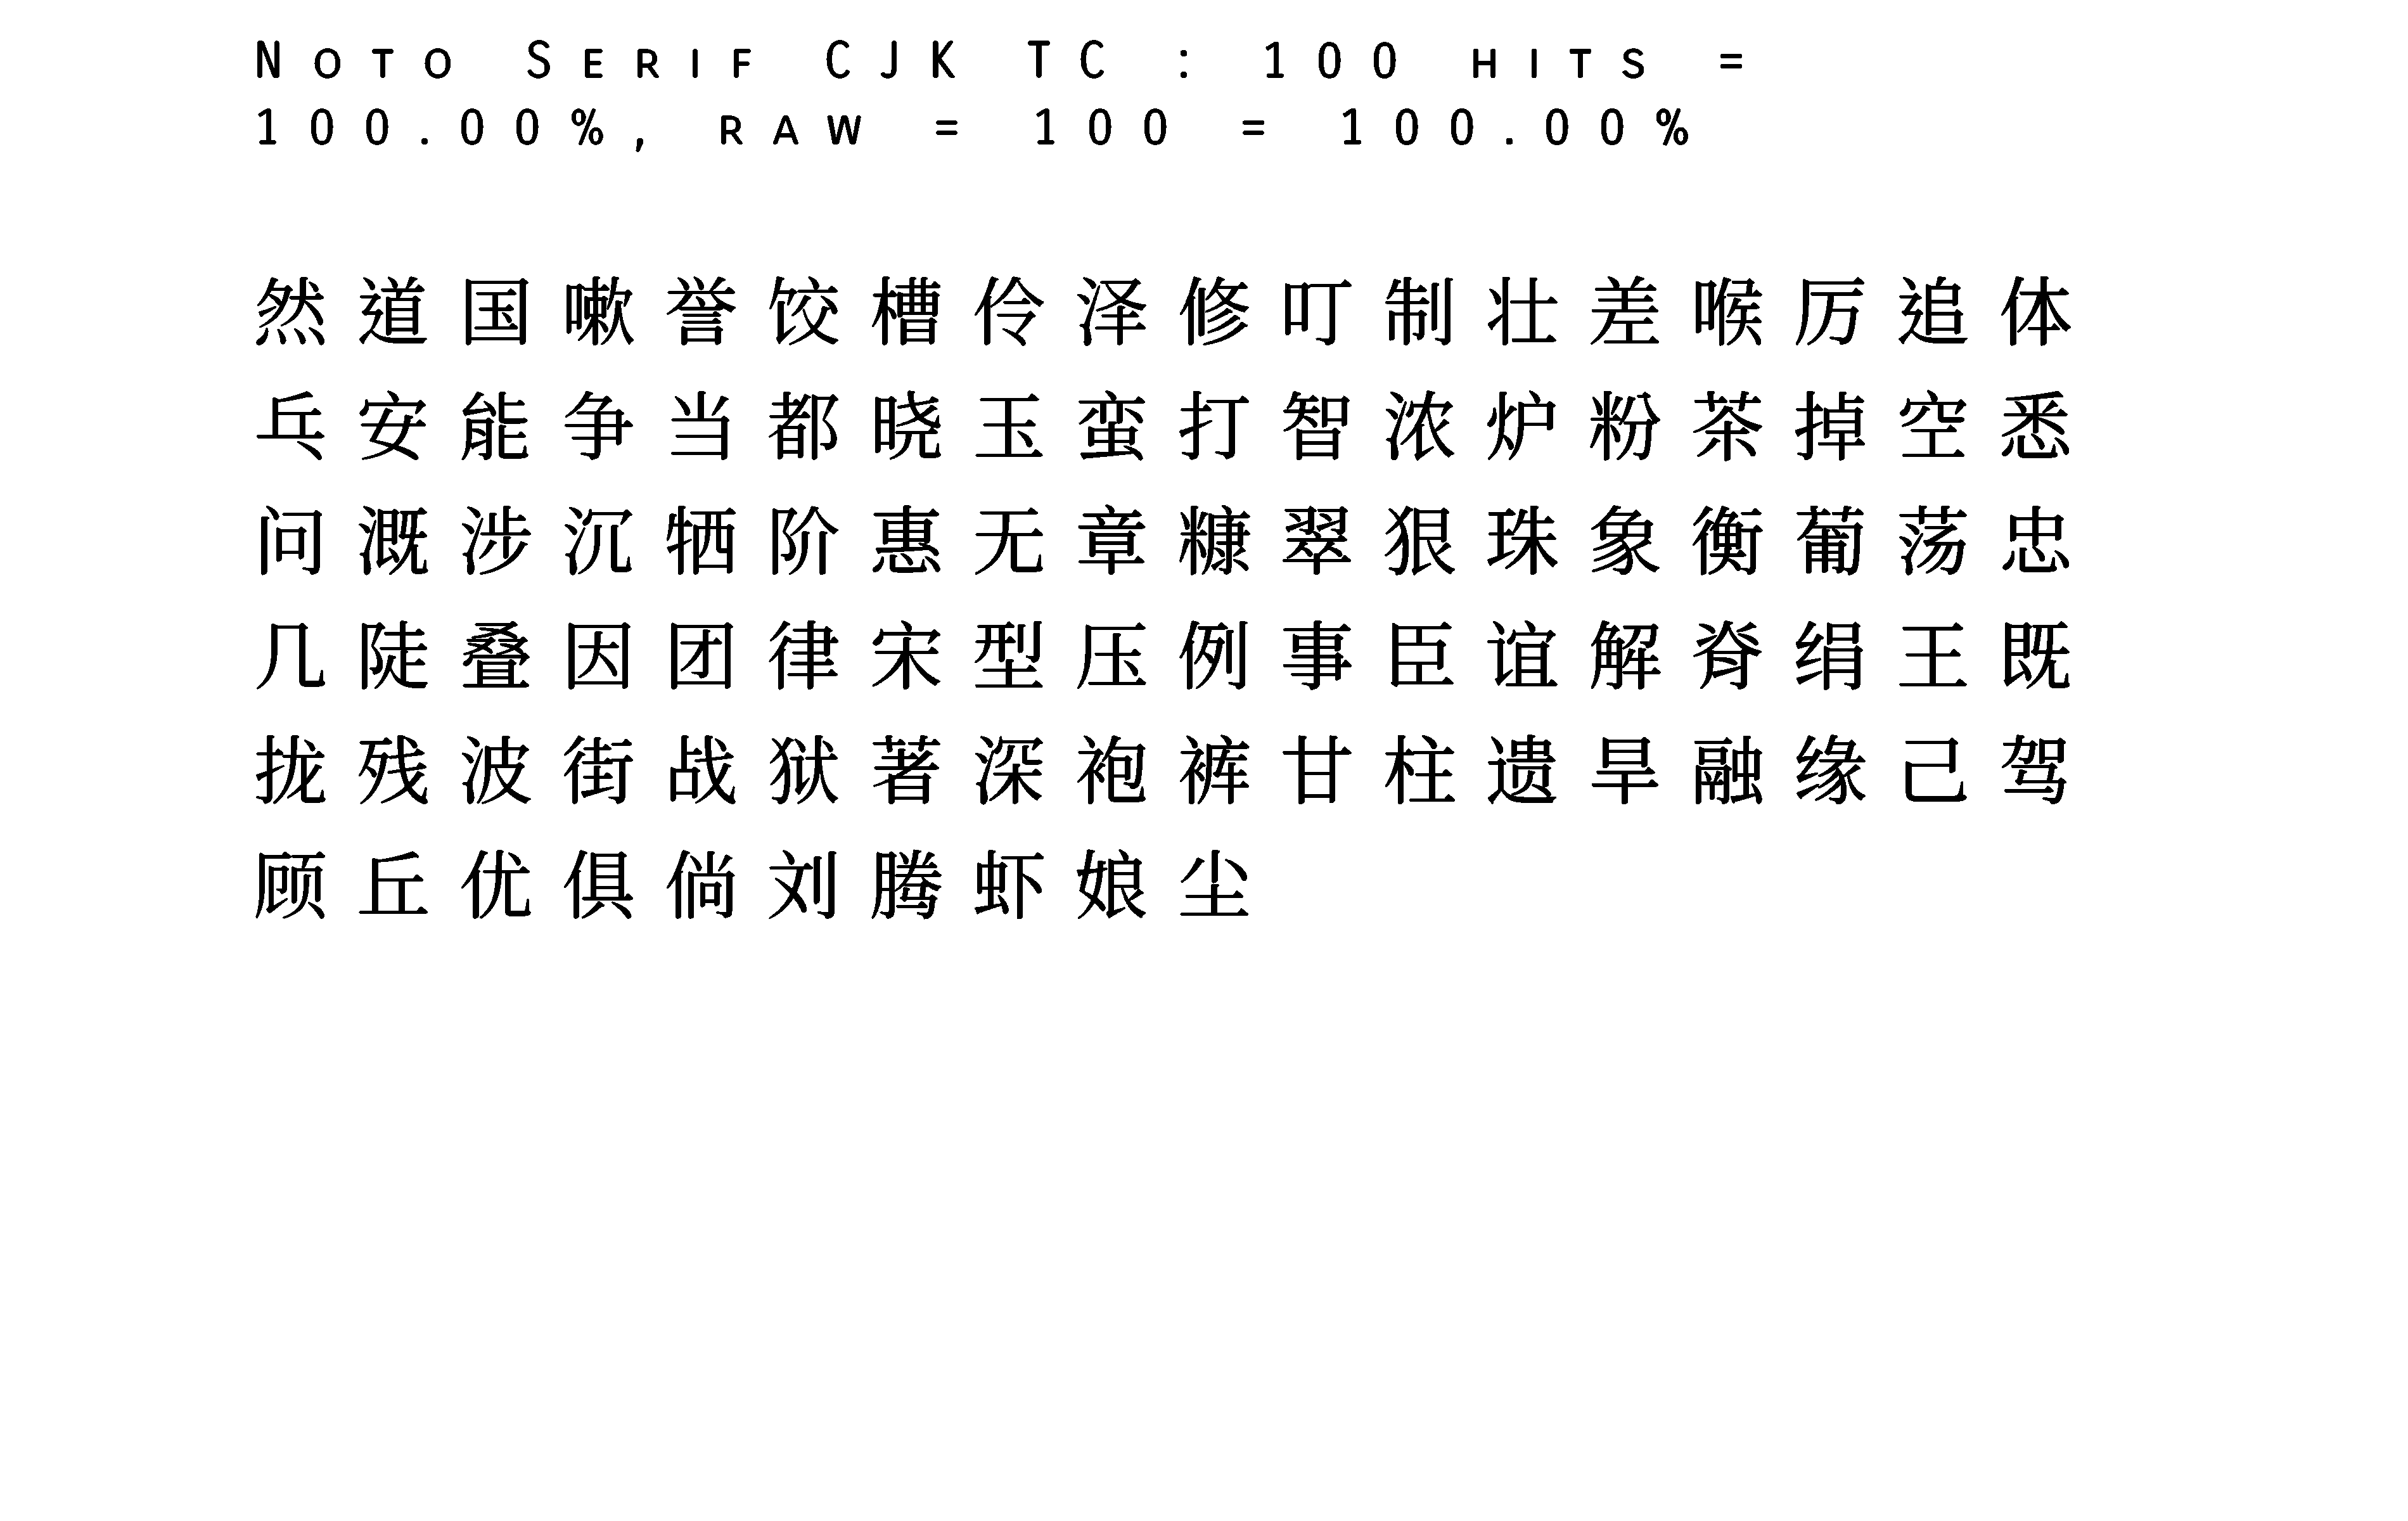 Noto Serif CJK TC : 100 hits =
100.00%, raw = 100 = 100.00%
然道国嗽誉饺槽伶泽修叮制壮差喉厉追体
乓安能争当都晓玉蛮打智浓炉粉茶掉空悉
问溉涉沉牺阶惠无章糠翠狠珠象衡葡荡忠
几陡叠因团律宋型压例事臣谊解脊绢王既
拢残波街战狱著深袍裤甘柱遗旱融缘己驾
顾丘优俱倘刘腾虾娘尘